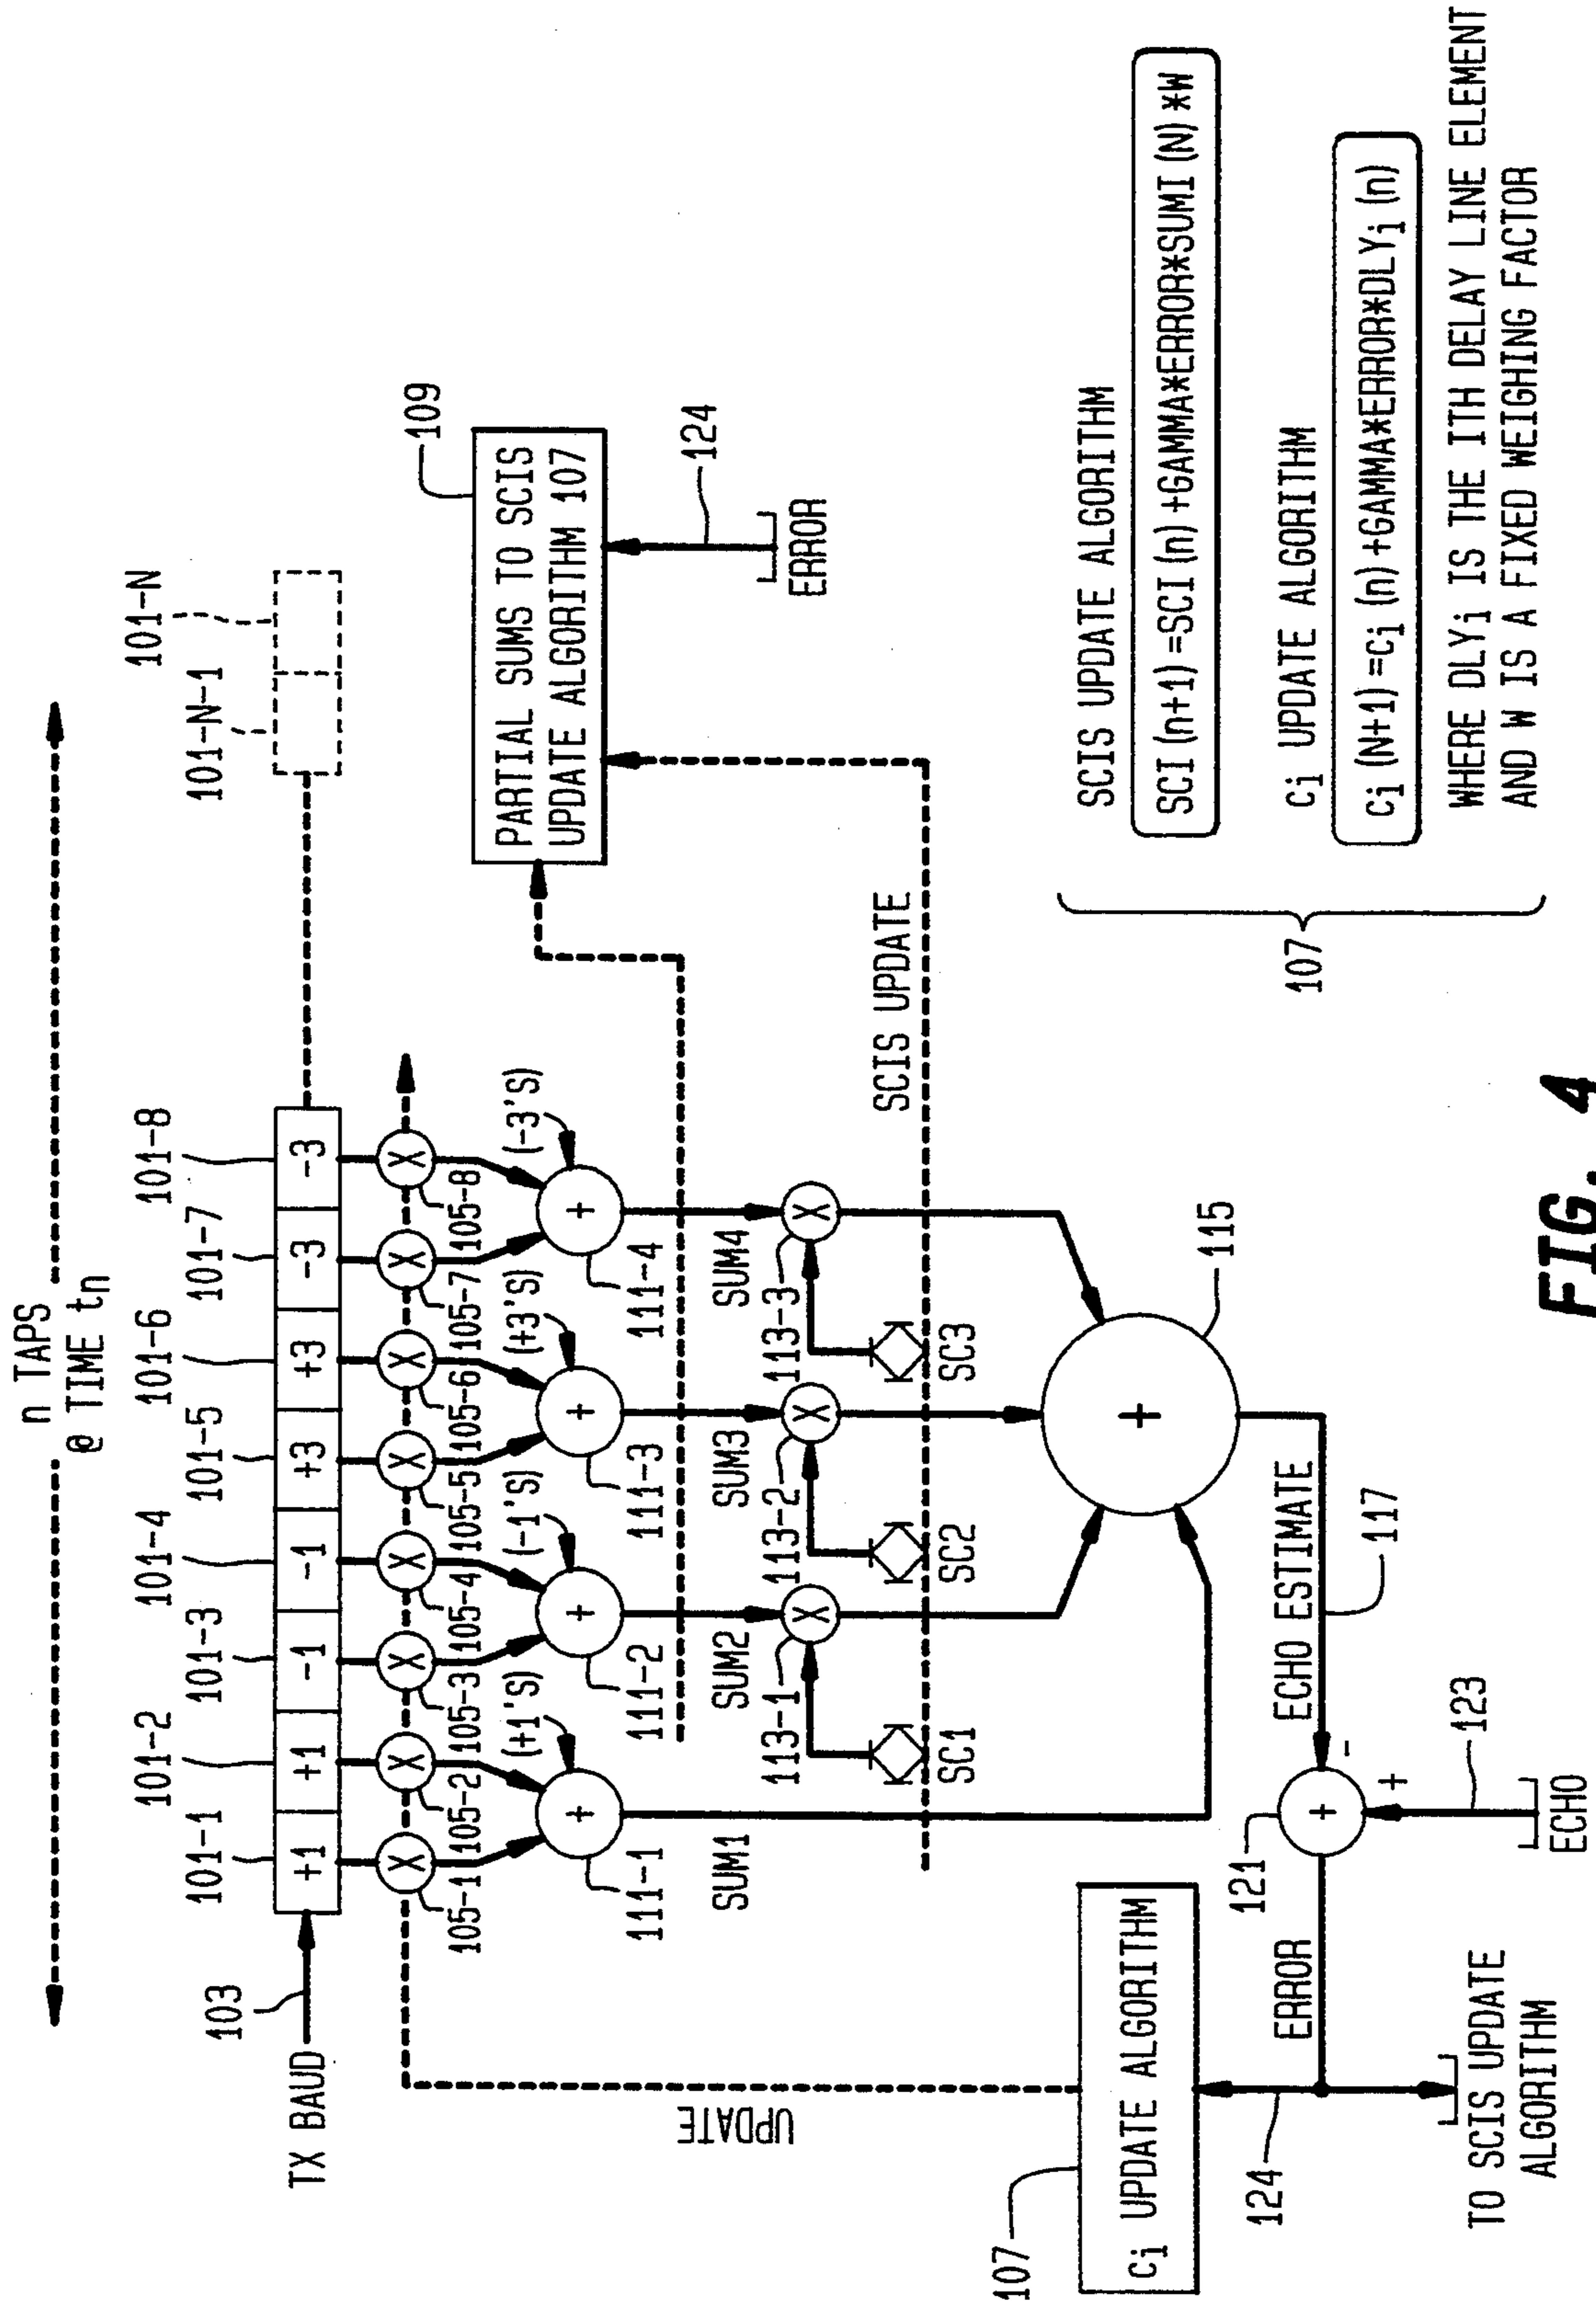 n TAPS
@ TIME tn
101-1
101-2
101-3
101-4
101-5
101-6
101-7
101-8
101-N-1
101-N
103
TX BAUD
+1
+1
-1
-1
+3
+3
-3
-3
105-1
105-2
105-3
105-4
105-5
105-6
105-7
105-8
(+1'S)
(-1'S)
(+3'S)
(-3'S)
+
+
+
+
111-1
111-2
111-3
111-4
109
PARTIAL SUMS TO SCIS
UPDATE ALGORITHM 107
124
ERROR
UPDATE
SUM1
SUM2
SUM3
SUM4
113-1
113-2
113-3
SC1
SC2
SC3
SCIS UPDATE
+
115
107
Ci UPDATE ALGORITHM
124
ERROR
121
+
-
+
ECHO ESTIMATE
117
123
ECHO
TO SCIS UPDATE
ALGORITHM
107
SCIS UPDATE ALGORITHM
SCI (n+1) =SCI (n) +GAMMA*ERROR*SUMI (N) *W
Ci UPDATE ALGORITHM
Ci (N+1) =Ci (n) +GAMMA*ERROR*DLYi (n)
WHERE DLYi IS THE ITH DELAY LINE ELEMENT
AND W IS A FIXED WEIGHING FACTOR
FIG. 4